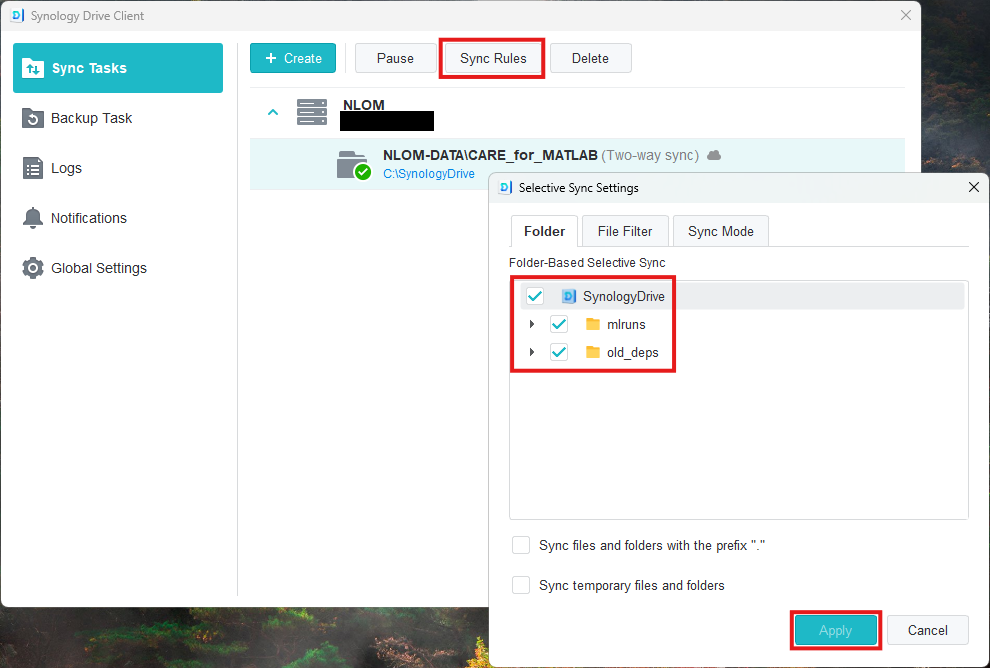 Synology Drive Client
Sync Tasks
Backup Task
Logs
Notifications
Global Settings
+ Create
Pause
Sync Rules
Delete
NLOM
NLOM-DATA\CARE_for_MATLAB (Two-way sync)
C:\SynologyDrive
Selective Sync Settings
Folder
File Filter
Sync Mode
Folder-Based Selective Sync
SynologyDrive
mlruns
old_deps
Sync files and folders with the prefix "."
Sync temporary files and folders
Apply
Cancel